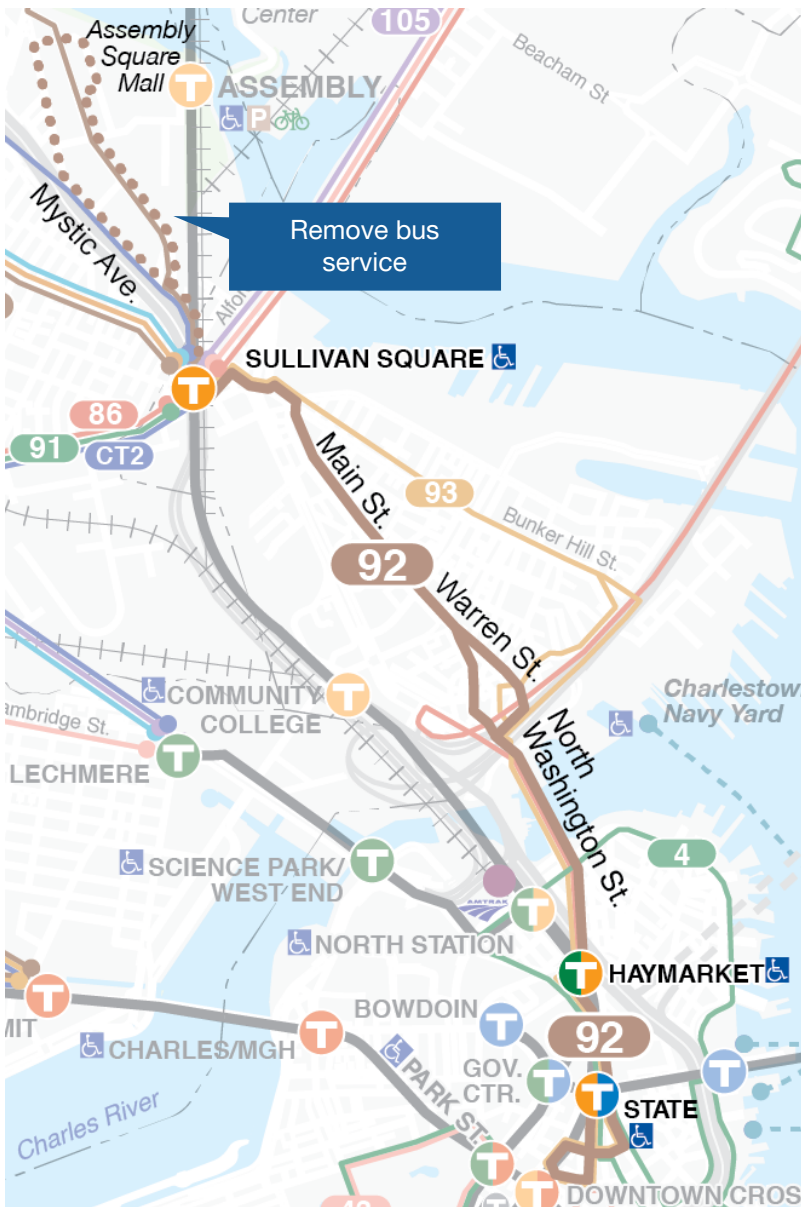 Center
105
Assembly
Square
Mall
T
ASSEMBLY
P
Beacham St
Mystic Ave.
Remove bus
service
SULLIVAN SQUARE
T
86
91
CT2
Main St.
93
Bunker Hill St.
92
Warren St.
COMMUNITY
COLLEGE
T
Charlestow
Navy Yard
ambridge St.
LECHMERE
T
North
Washington St.
4
SCIENCE PARK/
WEST END
T
AMTRAK
T
NORTH STATION
HAYMARKET
T
T
MIT
BOWDOIN
T
T
CHARLES/MGH
92
PARK ST.
GOV.
CTR.
T
T
STATE
T
Charles River
T
T
DOWNTOWN CROS